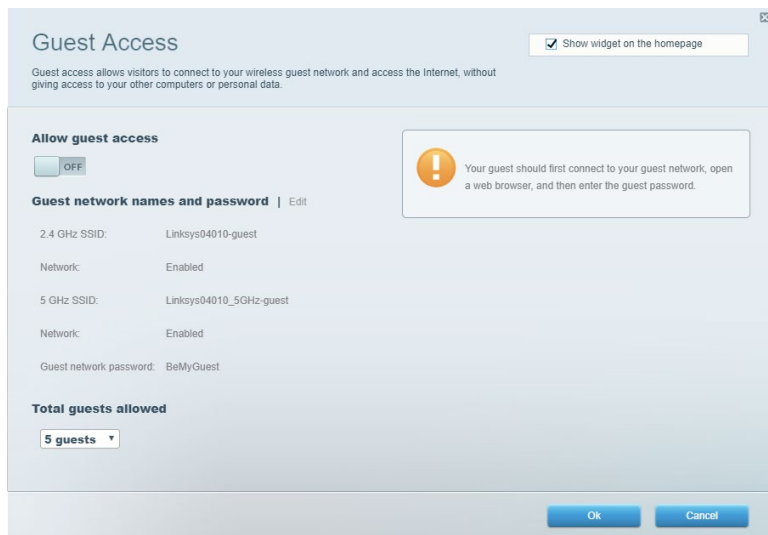 Guest Access
Show widget on the homepage
Guest access allows visitors to connect to your wireless guest network and access the Internet, without
giving access to your other computers or personal data.
Allow guest access
OFF
Your guest should first connect to your guest network, open
a web browser, and then enter the guest password.
Guest network names and password | Edit
2.4 GHz SSID: Linksys04010-guest
Network: Enabled
5 GHz SSID: Linksys04010_5GHz-guest
Network: Enabled
Guest network password: BeMyGuest
Total guests allowed
5 guests
Ok Cancel